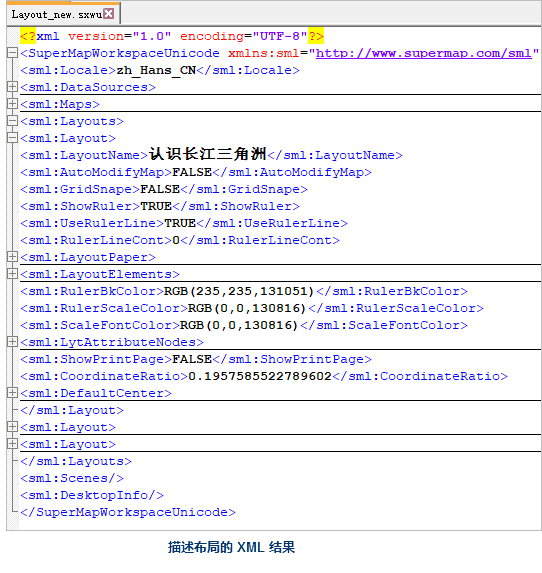 Layout_new.sxwu
<?xml version="1.0" encoding="UTF-8"?>
<SuperMapWorkspaceUnicode xmlns:sml="http://www.supermap.com/sml"
<sml:Locale>zh_Hans_CN</sml:Locale>
<sml:DataSources>
<sml:Maps>
<sml:Layouts>
<sml:Layout>
<sml:LayoutName>认识长江三角洲</sml:LayoutName>
<sml:AutoModifyMap>FALSE</sml:AutoModifyMap>
<sml:GridSnape>FALSE</sml:GridSnape>
<sml:ShowRuler>TRUE</sml:ShowRuler>
<sml:UseRulerLine>TRUE</sml:UseRulerLine>
<sml:RulerLineCont>0</sml:RulerLineCont>
<sml:LayoutPaper>
<sml:LayoutElements>
<sml:RulerBkColor>RGB(235,235,131051)</sml:RulerBkColor>
<sml:RulerScaleColor>RGB(0,0,130816)</sml:RulerScaleColor>
<sml:ScaleFontColor>RGB(0,0,130816)</sml:ScaleFontColor>
<sml:LytAttributeNodes>
<sml:ShowPrintPage>FALSE</sml:ShowPrintPage>
<sml:CoordinateRatio>0.1957585522789602</sml:CoordinateRatio>
<sml:DefaultCenter>
</sml:Layout>
<sml:Layout>
<sml:Layout>
</sml:Layouts>
<sml:Scenes/>
<sml:DesktopInfo/>
</SuperMapWorkspaceUnicode>
描述布局的 XML 结果